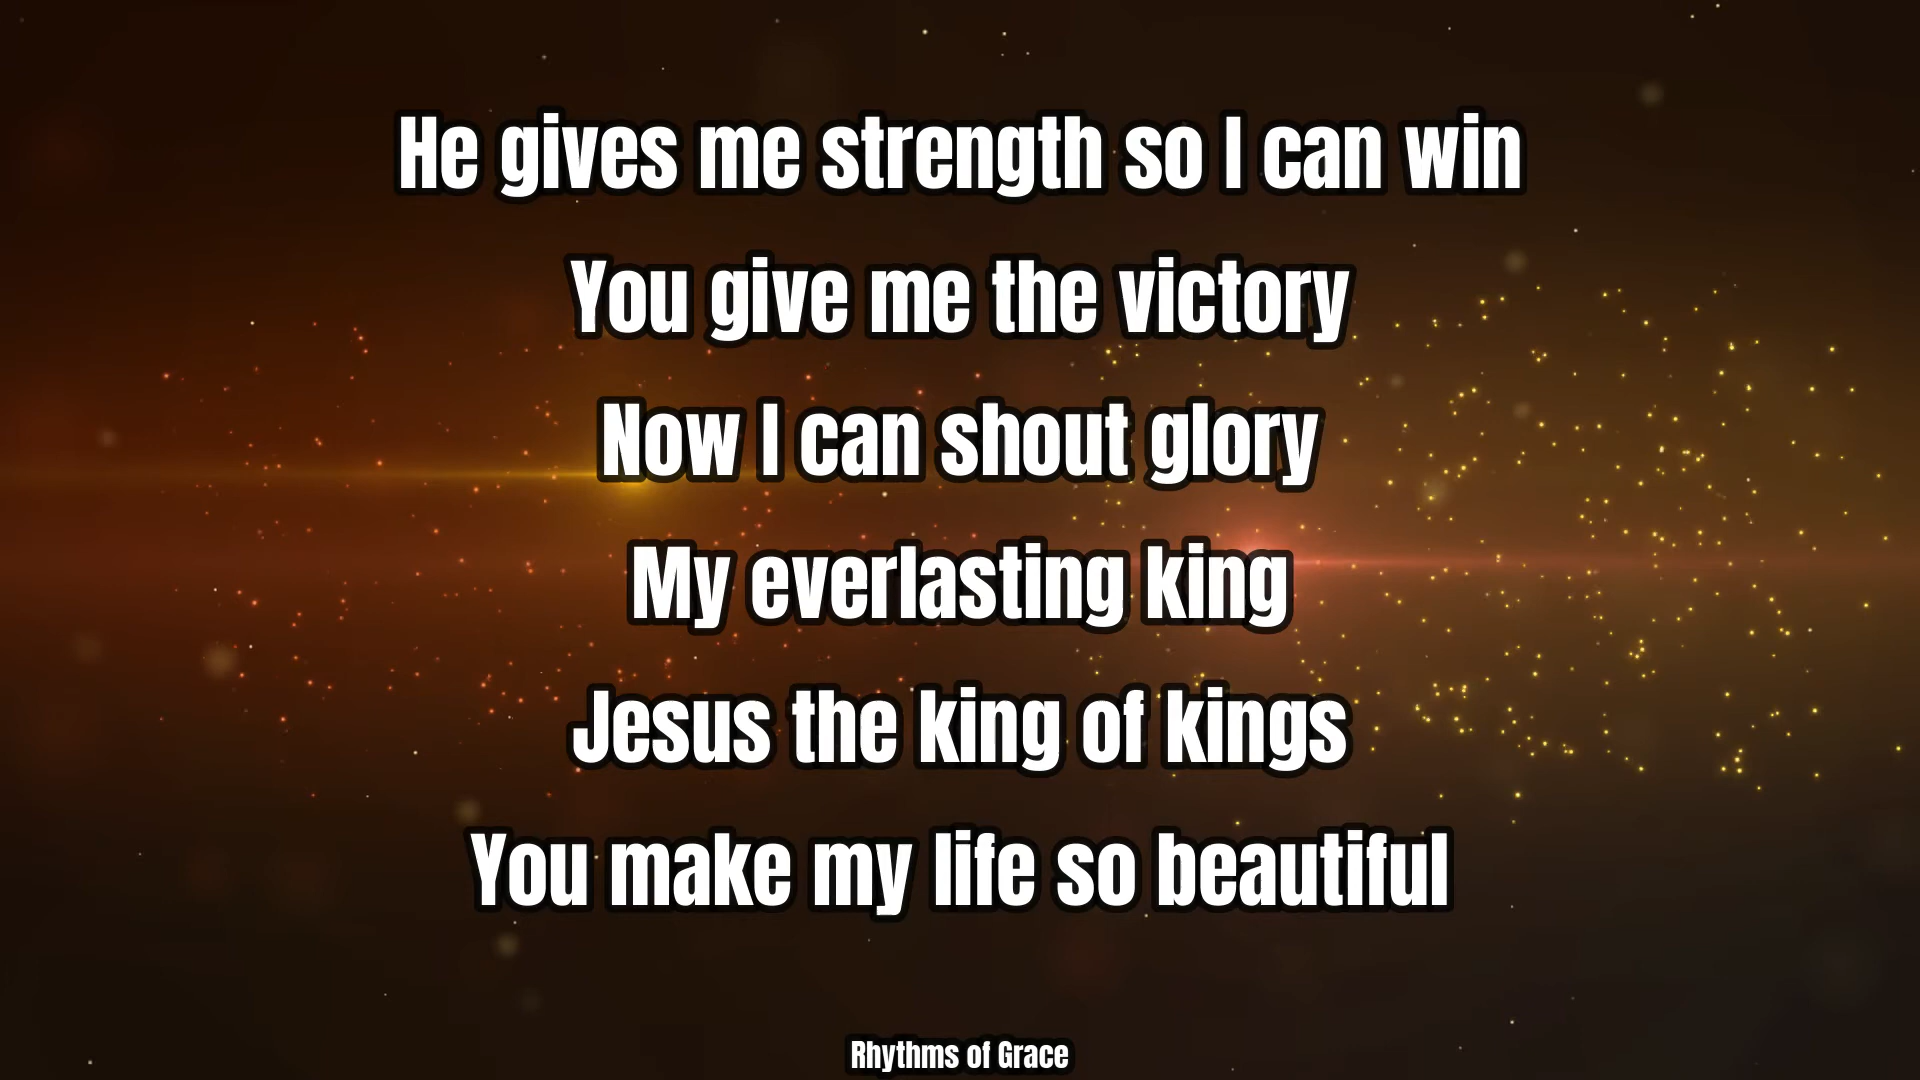 He gives me strength so I can win
You give me the victory
Now I can shout glory
My everlasting king
Jesus the king of kings
You make my life so beautiful
Rhythms of Grace